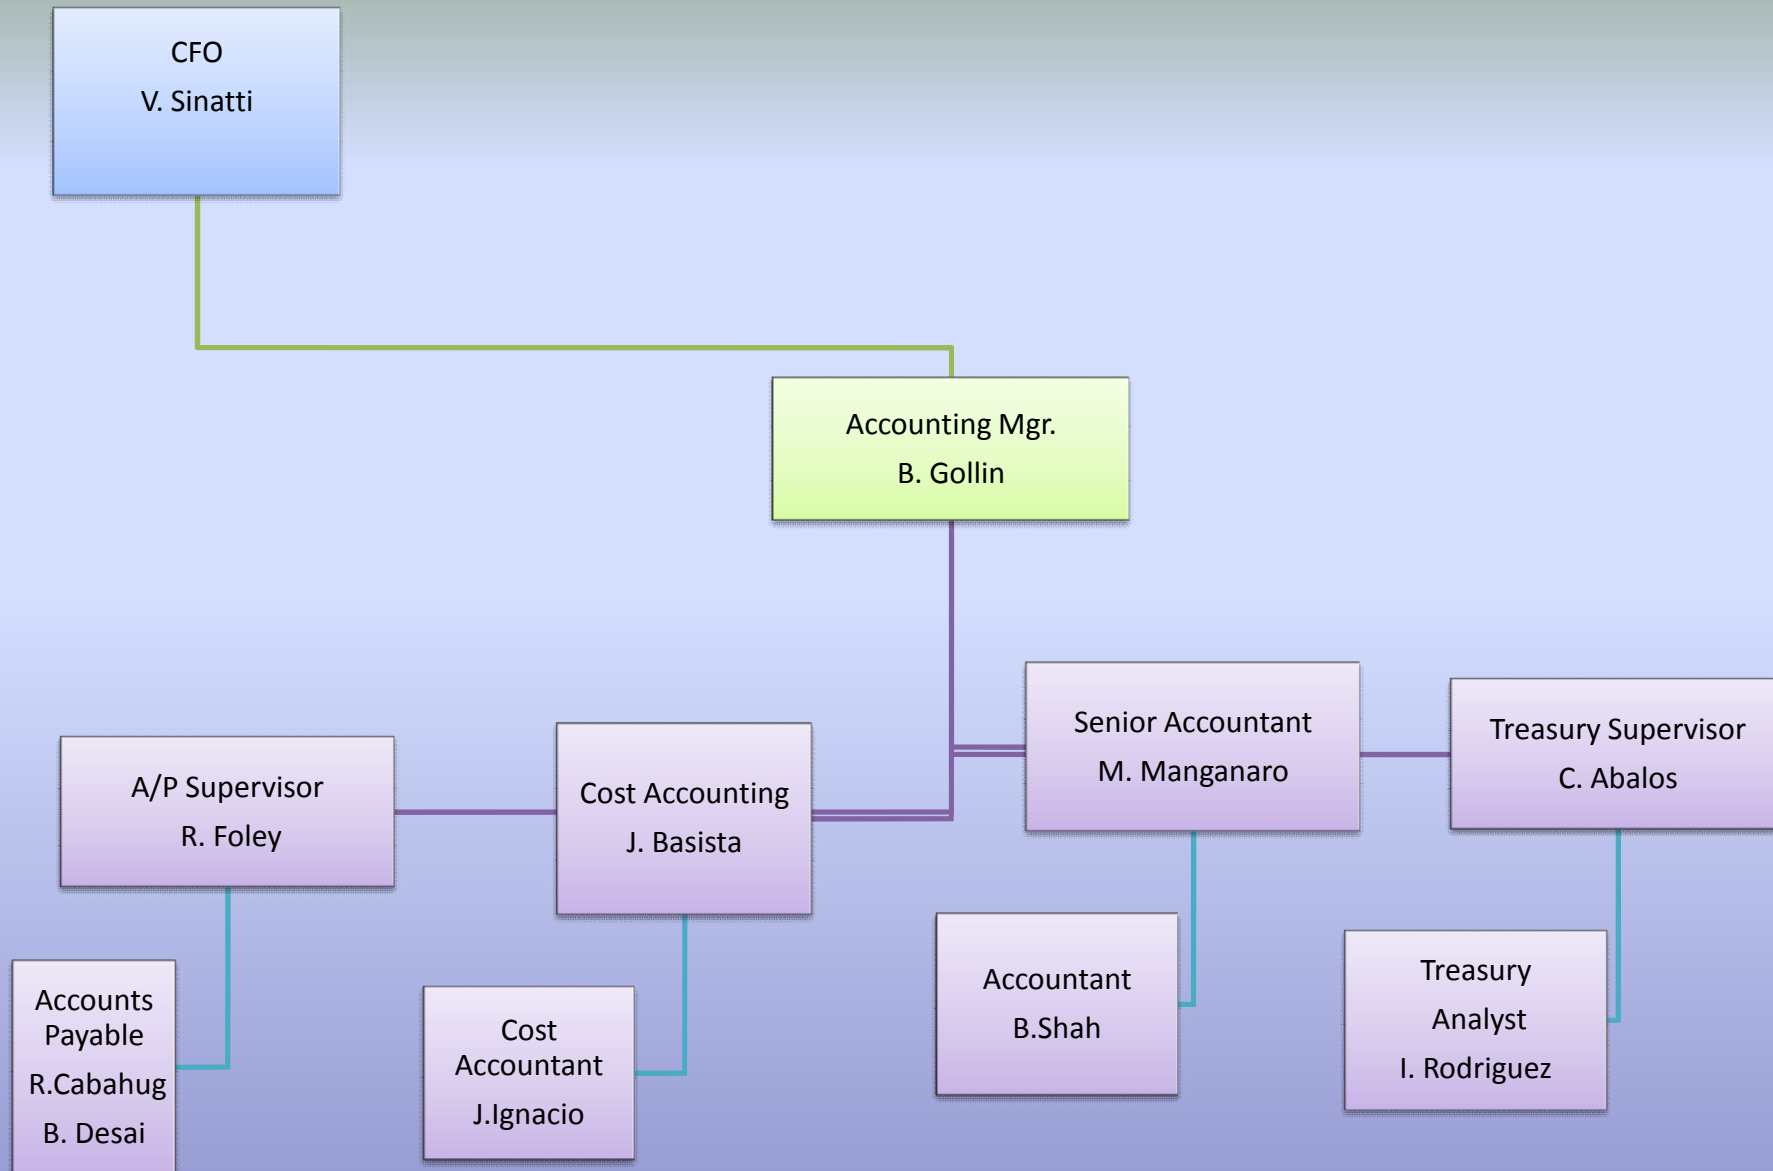 CFO
V. Sinatti
Accounting Mgr.
B. Gollin
A/P Supervisor
R. Foley
Cost Accounting
J. Basista
Senior Accountant
M. Manganaro
Treasury Supervisor
C. Abalos
Accounts
Payable
R.Cabahug
B. Desai
Cost
Accountant
J.Ignacio
Accountant
B.Shah
Treasury
Analyst
I. Rodriguez